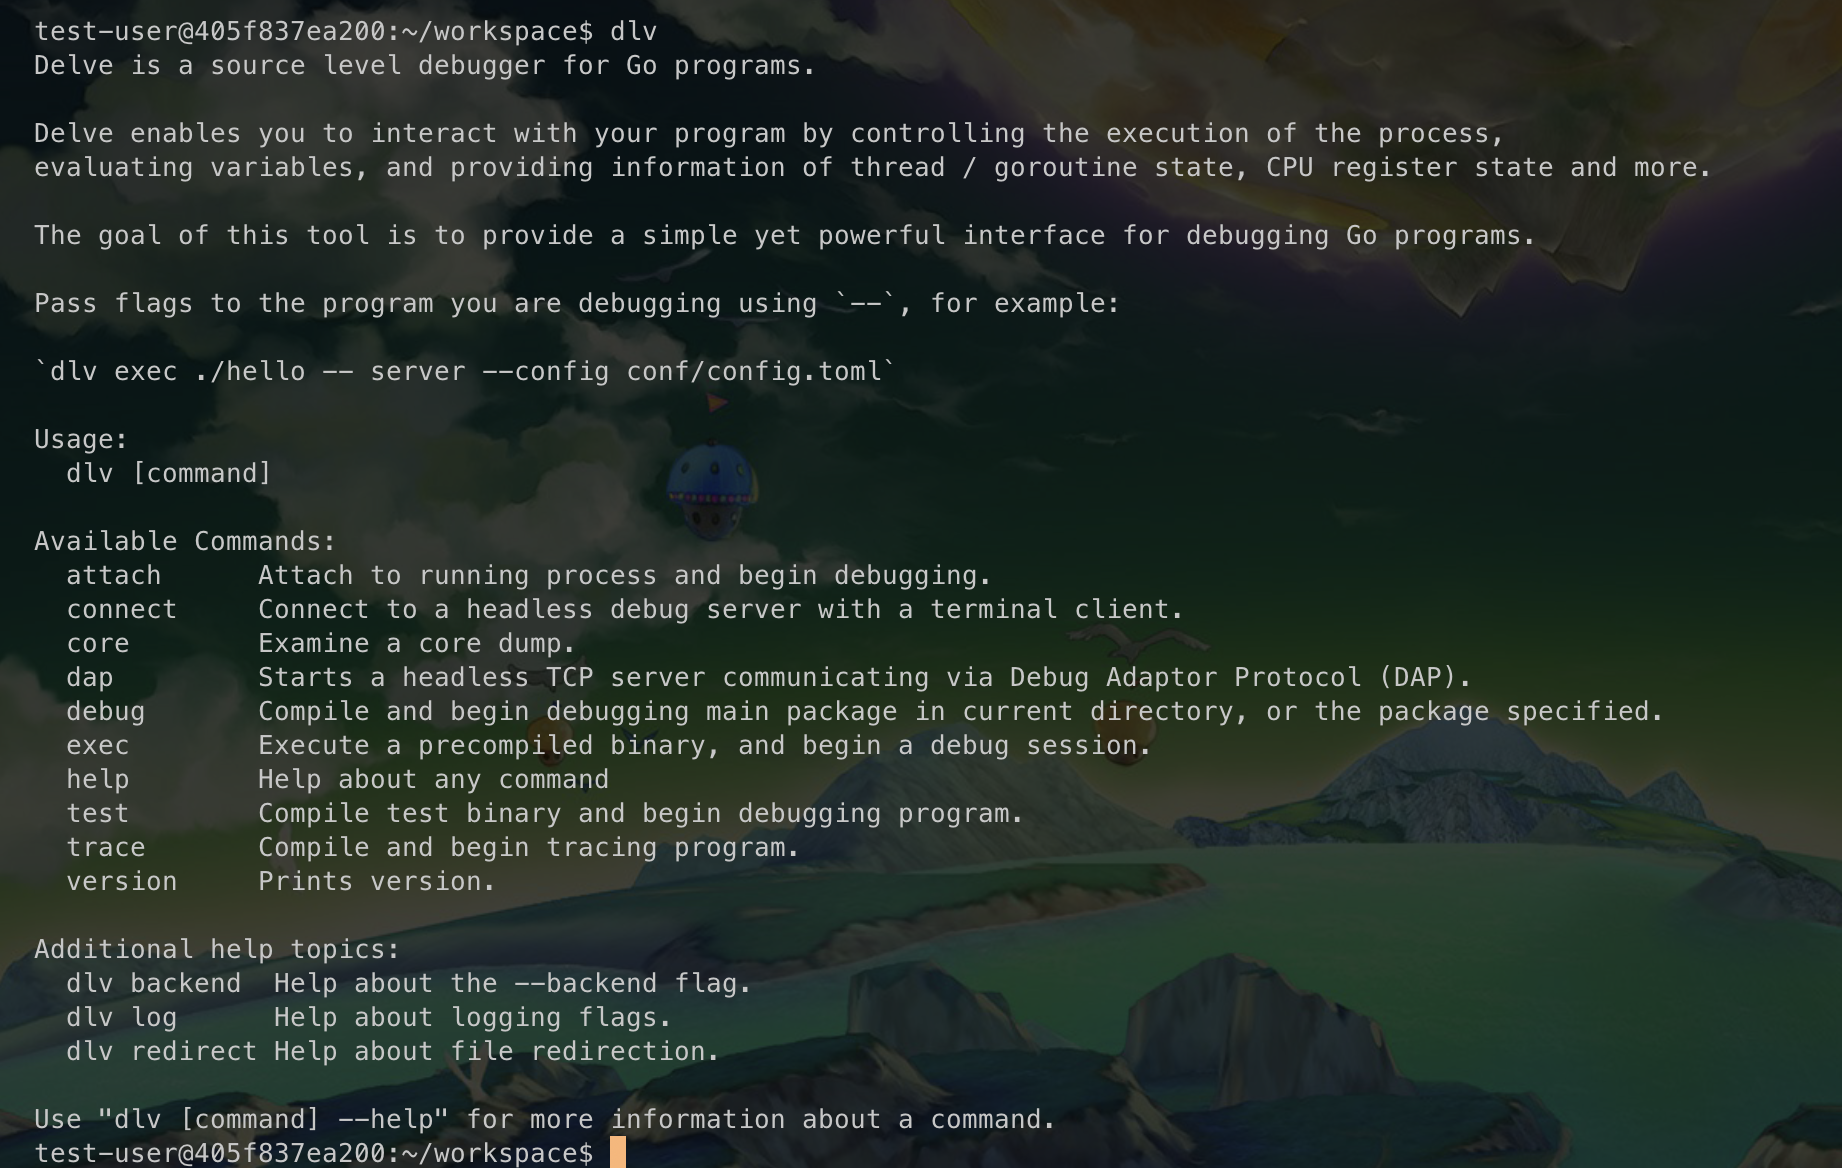 test-user@405f837ea200:~/workspace$ dlv
Delve is a source level debugger for Go programs.
Delve enables you to interact with your program by controlling the execution of the process,
evaluating variables, and providing information of thread / goroutine state, CPU register state and more.
The goal of this tool is to provide a simple yet powerful interface for debugging Go programs.
Pass flags to the program you are debugging using `--`, for example:
`dlv exec ./hello -- server --config conf/config.toml`
Usage:
  dlv [command]
Available Commands:
  attach      Attach to running process and begin debugging.
  connect     Connect to a headless debug server with a terminal client.
  core        Examine a core dump.
  dap         Starts a headless TCP server communicating via Debug Adaptor Protocol (DAP).
  debug       Compile and begin debugging main package in current directory, or the package specified.
  exec        Execute a precompiled binary, and begin a debug session.
  help        Help about any command
  test        Compile test binary and begin debugging program.
  trace       Compile and begin tracing program.
  version     Prints version.
Additional help topics:
  dlv backend  Help about the --backend flag.
  dlv log      Help about logging flags.
  dlv redirect Help about file redirection.
Use "dlv [command] --help" for more information about a command.
test-user@405f837ea200:~/workspace$